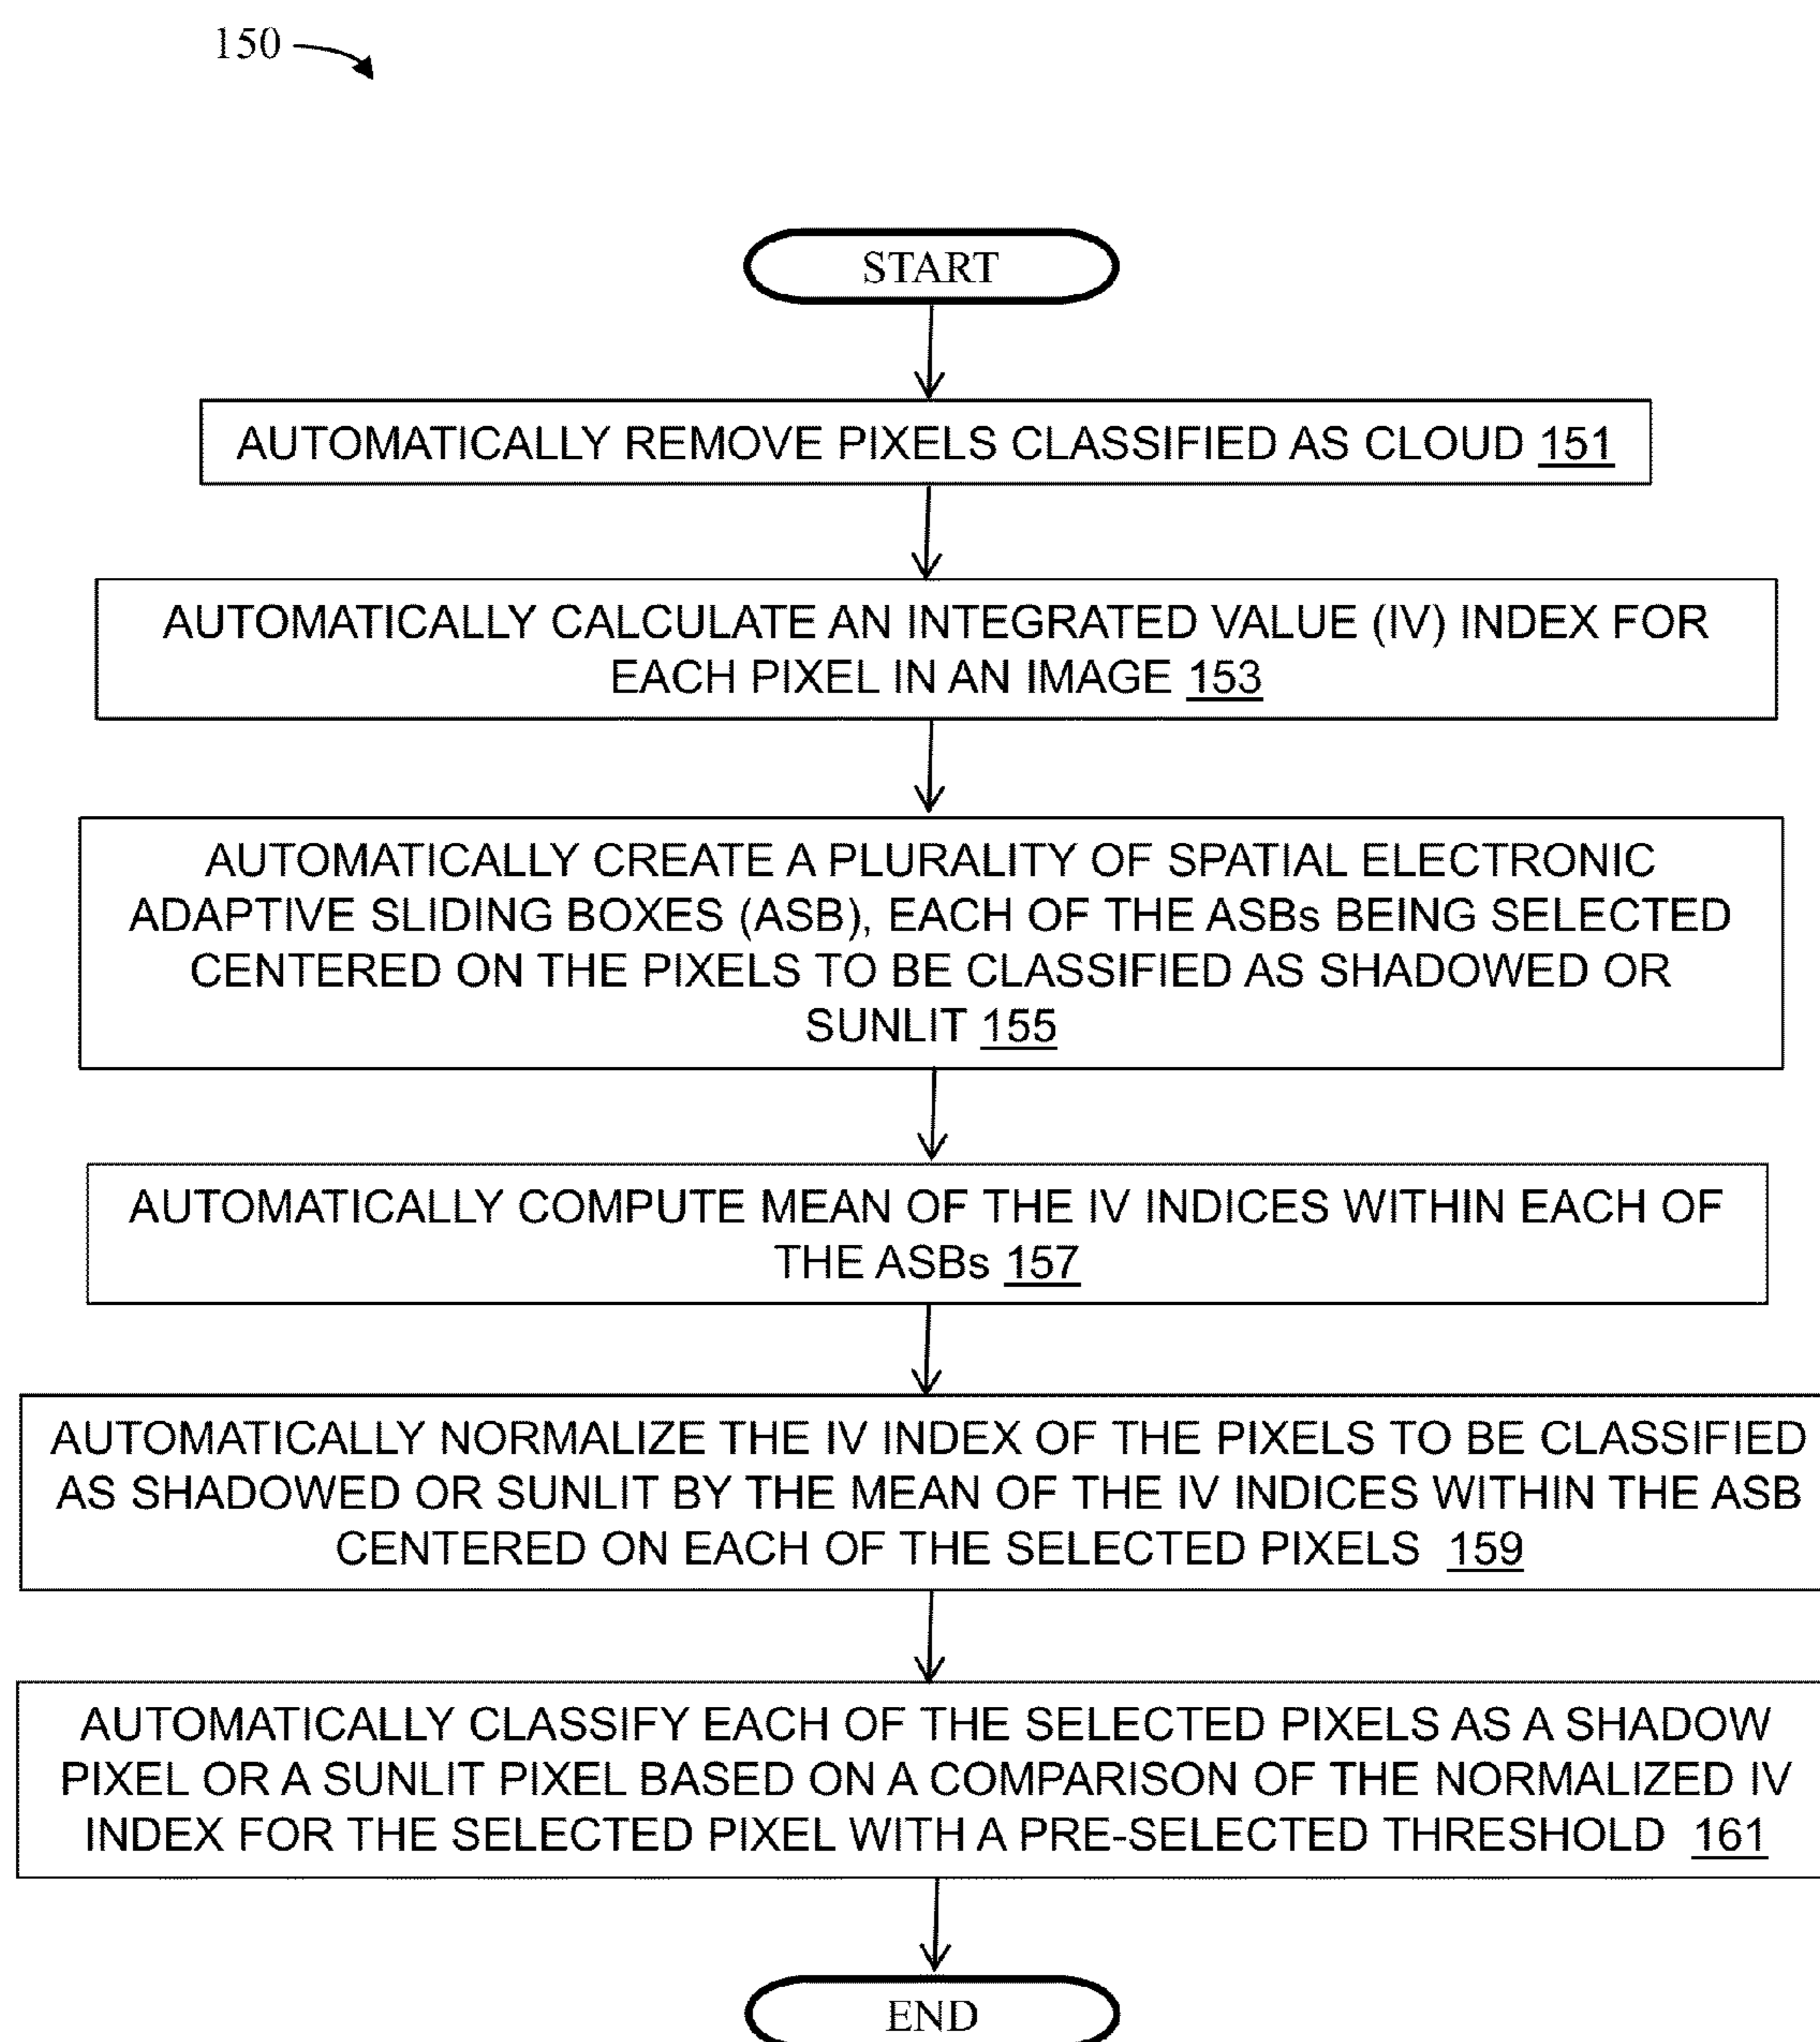 150
START
AUTOMATICALLY REMOVE PIXELS CLASSIFIED AS CLOUD 151
AUTOMATICALLY CALCULATE AN INTEGRATED VALUE (IV) INDEX FOR
EACH PIXEL IN AN IMAGE 153
AUTOMATICALLY CREATE A PLURALITY OF SPATIAL ELECTRONIC
ADAPTIVE SLIDING BOXES (ASB), EACH OF THE ASBs BEING SELECTED
CENTERED ON THE PIXELS TO BE CLASSIFIED AS SHADOWED OR
SUNLIT 155
AUTOMATICALLY COMPUTE MEAN OF THE IV INDICES WITHIN EACH OF
THE ASBs 157
AUTOMATICALLY NORMALIZE THE IV INDEX OF THE PIXELS TO BE CLASSIFIED
AS SHADOWED OR SUNLIT BY THE MEAN OF THE IV INDICES WITHIN THE ASB
CENTERED ON EACH OF THE SELECTED PIXELS 159
AUTOMATICALLY CLASSIFY EACH OF THE SELECTED PIXELS AS A SHADOW
PIXEL OR A SUNLIT PIXEL BASED ON A COMPARISON OF THE NORMALIZED IV
INDEX FOR THE SELECTED PIXEL WITH A PRE-SELECTED THRESHOLD 161
END